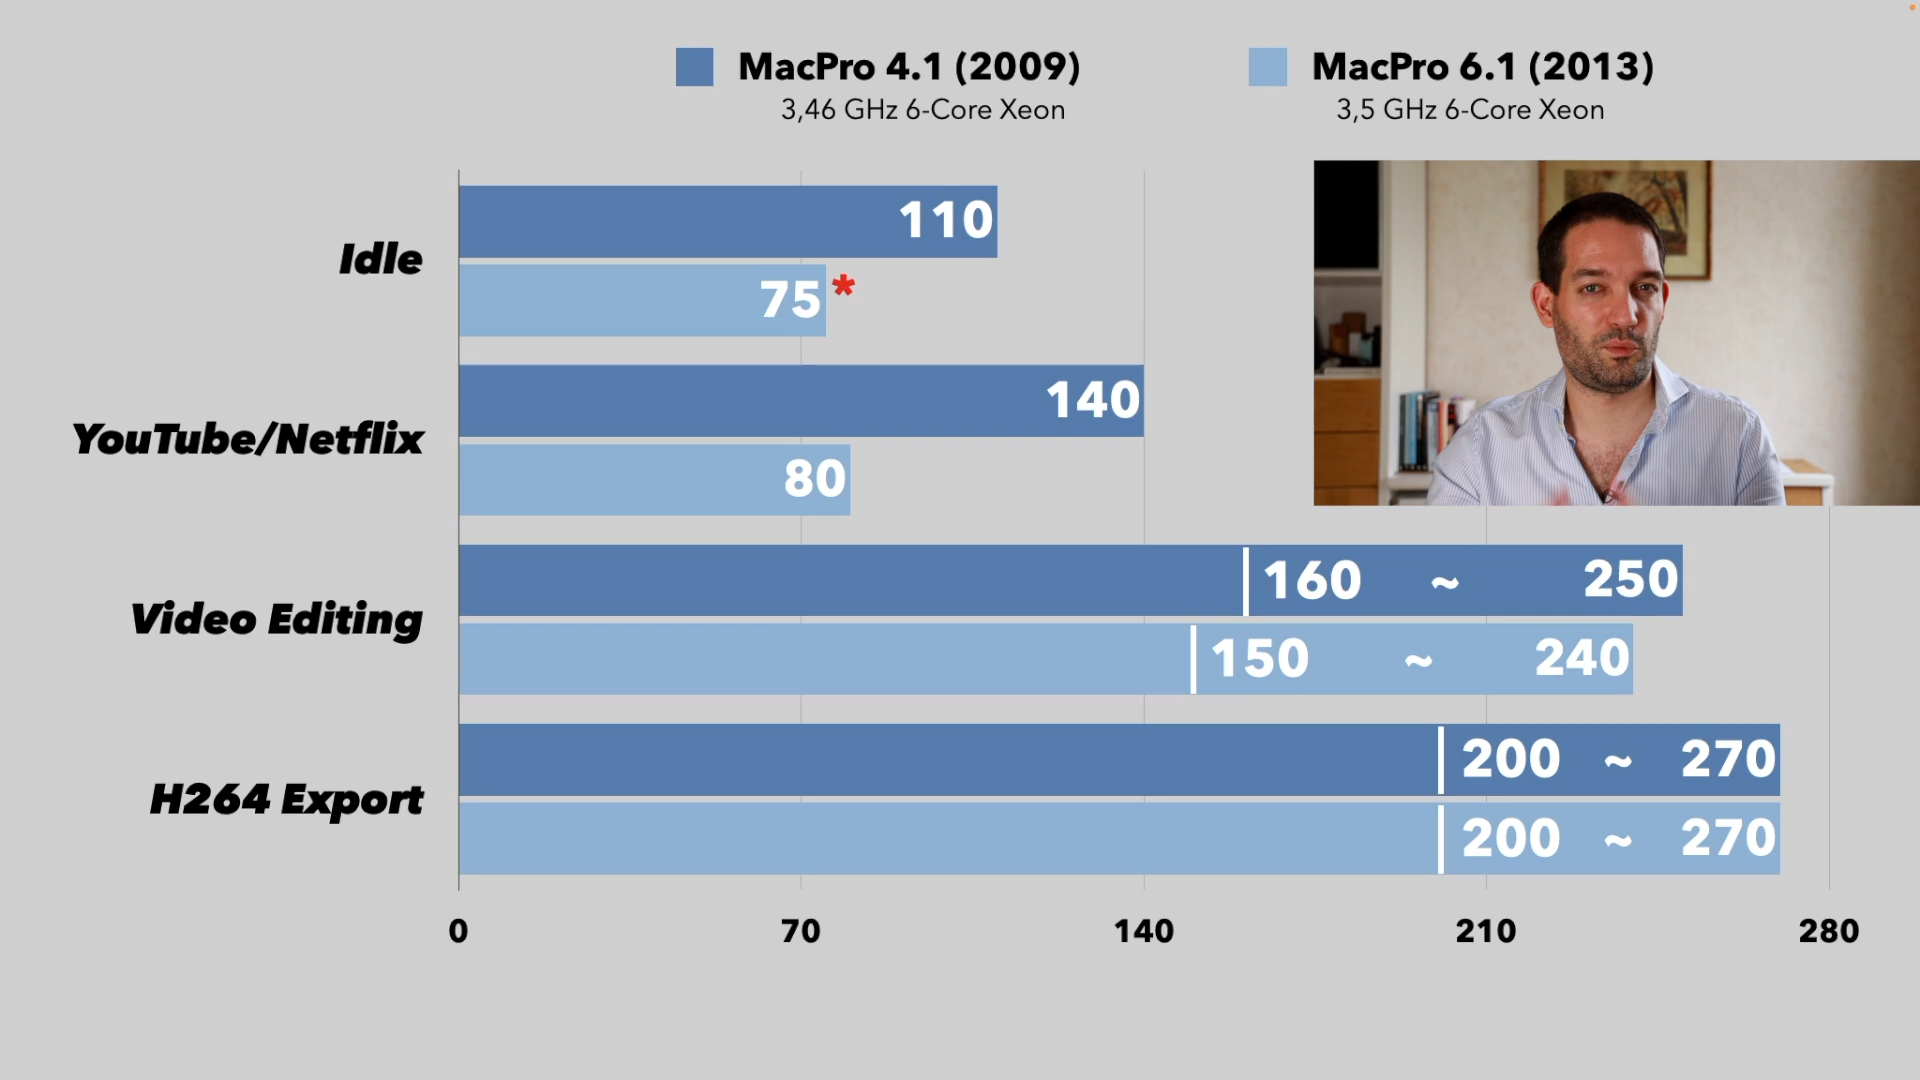 MacPro 4.1 (2009)
3,46 GHz 6-Core Xeon
MacPro 6.1 (2013)
3,5 GHz 6-Core Xeon
Idle
110
75 *
YouTube/Netflix
140
80
Video Editing
160 ~ 250
150 ~ 240
H264 Export
200 ~ 270
200 ~ 270
0 70 140 210 280